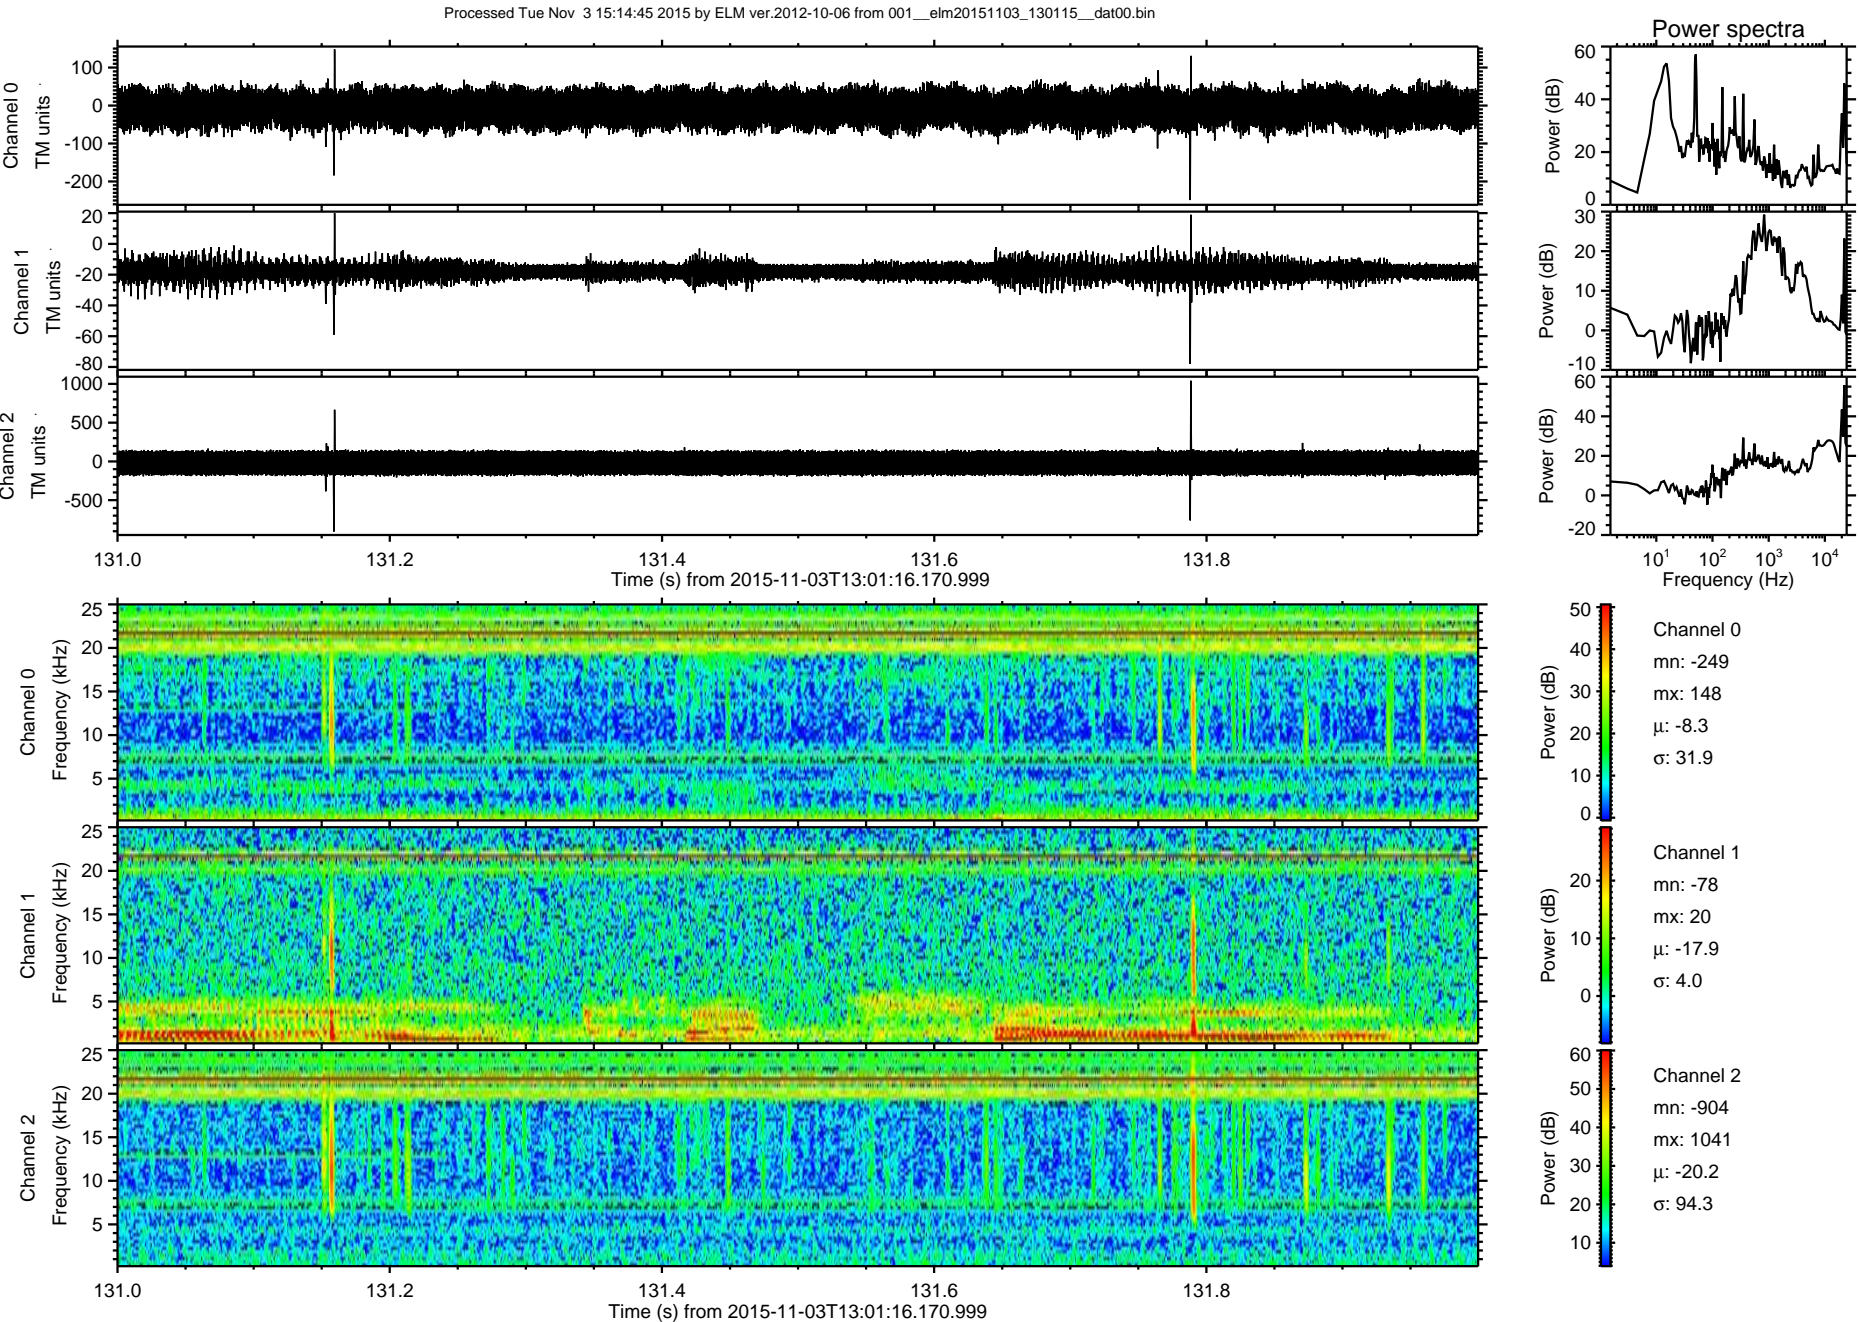 Processed Tue Nov  3 15:14:45 2015 by ELM ver.2012-10-06 from 001__elm20151103_130115__dat00.bin
Power spectra
Channel 0
TM units
100
0
-100
-200
Power (dB)
60
40
20
0
Channel 1
TM units
20
0
-20
-40
-60
-80
Power (dB)
30
20
10
0
-10
Channel 2
TM units
1000
500
0
-500
Power (dB)
60
40
20
0
-20
131.0 131.2 131.4 131.6 131.8
Time (s) from 2015-11-03T13:01:16.170.999
10¹ 10² 10³ 10⁴
Frequency (Hz)
Channel 0
Frequency (kHz)
25
20
15
10
5
Power (dB)
50
40
30
20
10
0
Channel 0
mn: -249
mx: 148
μ: -8.3
σ: 31.9
Channel 1
Frequency (kHz)
25
20
15
10
5
Power (dB)
20
10
0
Channel 1
mn: -78
mx: 20
μ: -17.9
σ: 4.0
Channel 2
Frequency (kHz)
25
20
15
10
5
Power (dB)
60
50
40
30
20
10
Channel 2
mn: -904
mx: 1041
μ: -20.2
σ: 94.3
131.0 131.2 131.4 131.6 131.8
Time (s) from 2015-11-03T13:01:16.170.999